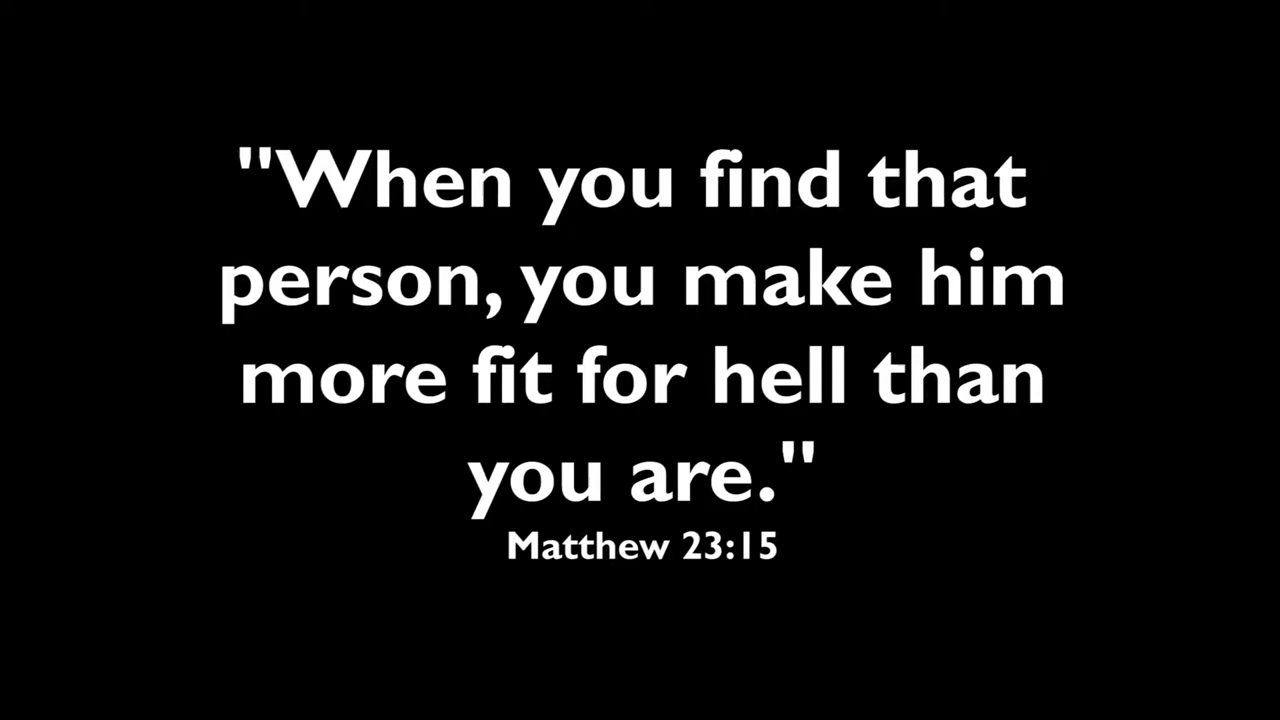 "When you find that
person, you make him
more fit for hell than
you are."
Matthew 23:15